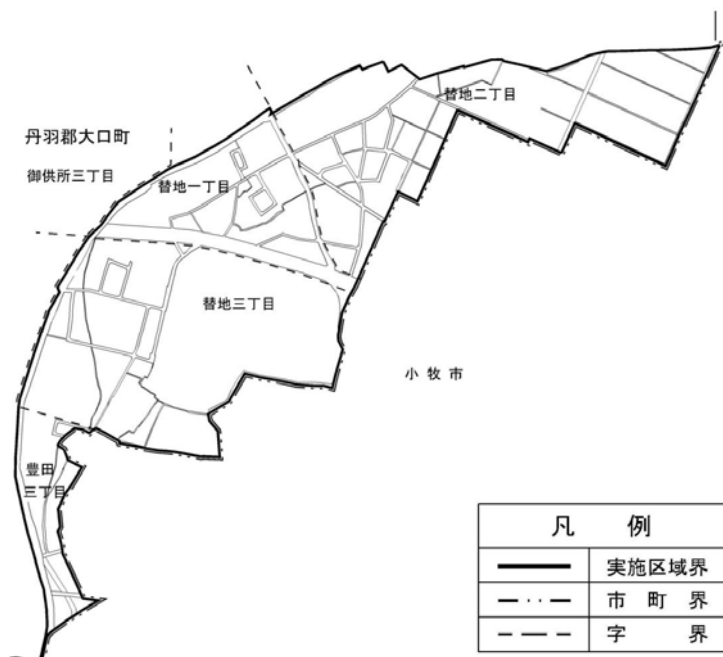 替地二丁目
丹羽郡大口町
御供所三丁目
替地一丁目
替地三丁目
小牧市
豊田
三丁目
凡例
実施区域界
市町界
字界